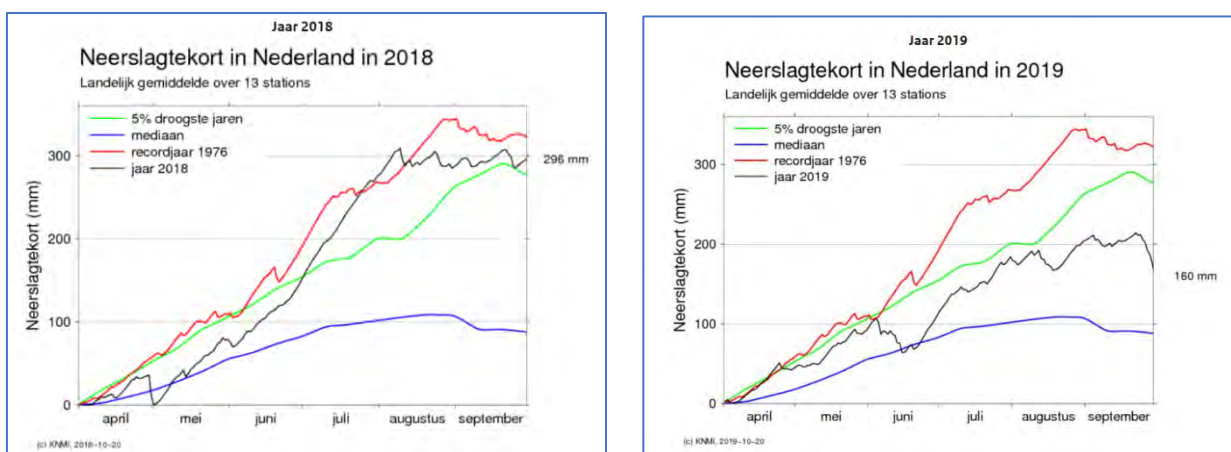 Jaar 2018
Neerslagtekort in Nederland in 2018
Landelijk gemiddelde over 13 stations
5% droogste jaren
mediaan
recordjaar 1976
jaar 2018
Neerslagtekort (mm)
300
200
100
0
296 mm
april mei juni juli augustus september
(c) KNMI, 2018-10-20
Jaar 2019
Neerslagtekort in Nederland in 2019
Landelijk gemiddelde over 13 stations
5% droogste jaren
mediaan
recordjaar 1976
jaar 2019
Neerslagtekort (mm)
300
200
100
0
160 mm
april mei juni juli augustus september
(c) KNMI, 2019-10-20